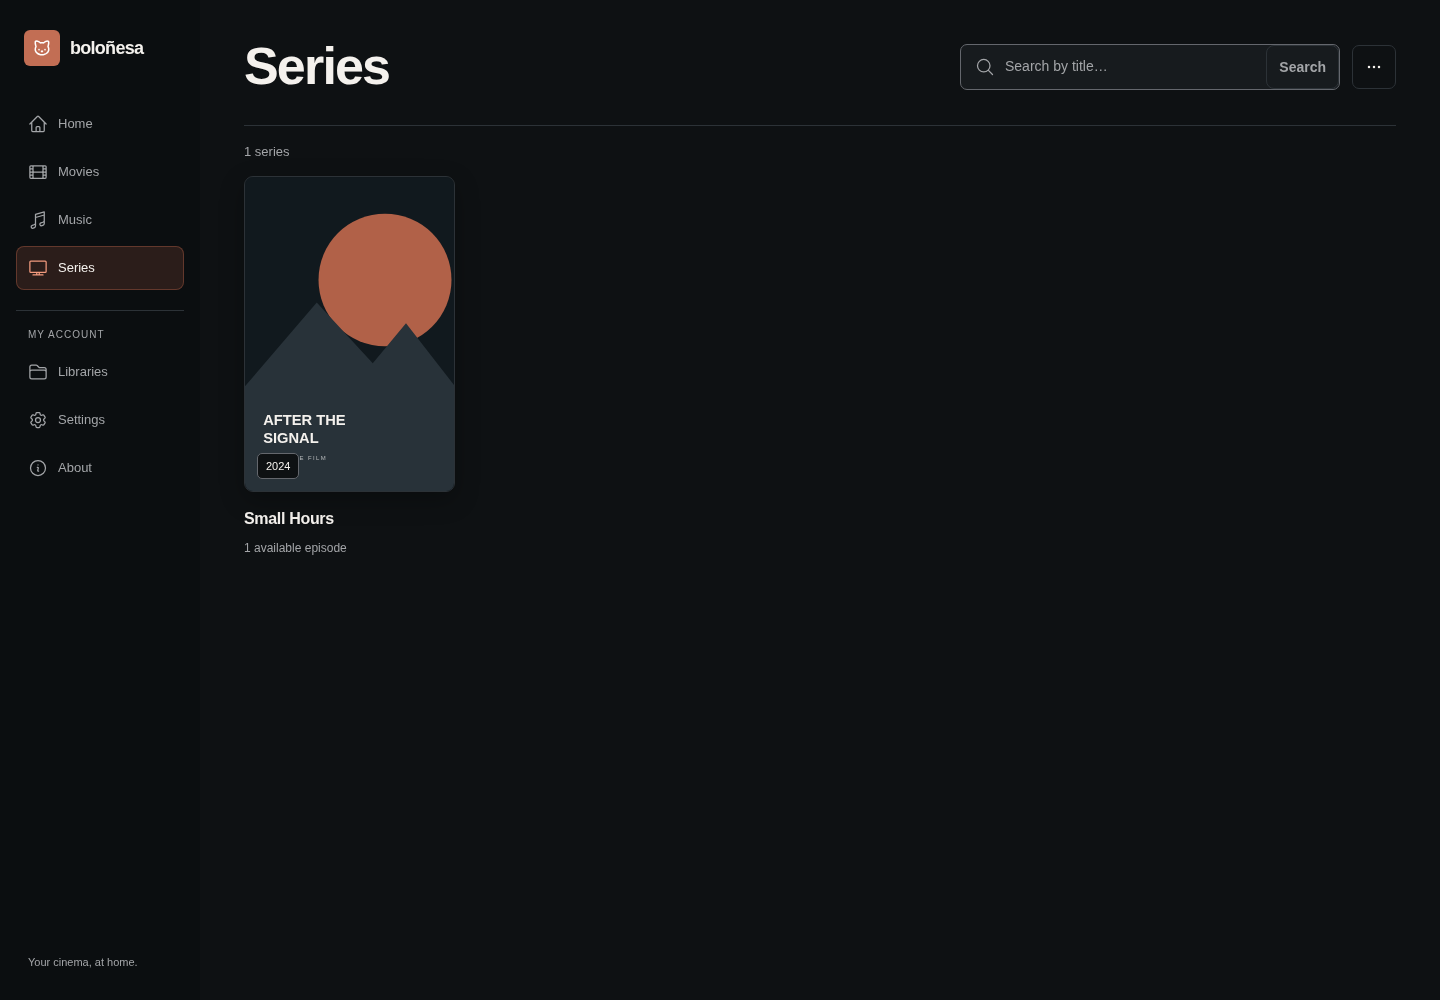 boloñesa
Home
Movies
Music
Series
MY ACCOUNT
Libraries
Settings
About
Your cinema, at home.
Series
Search by title…
Search
1 series
AFTER THE
SIGNAL
FILM
2024
Small Hours
1 available episode